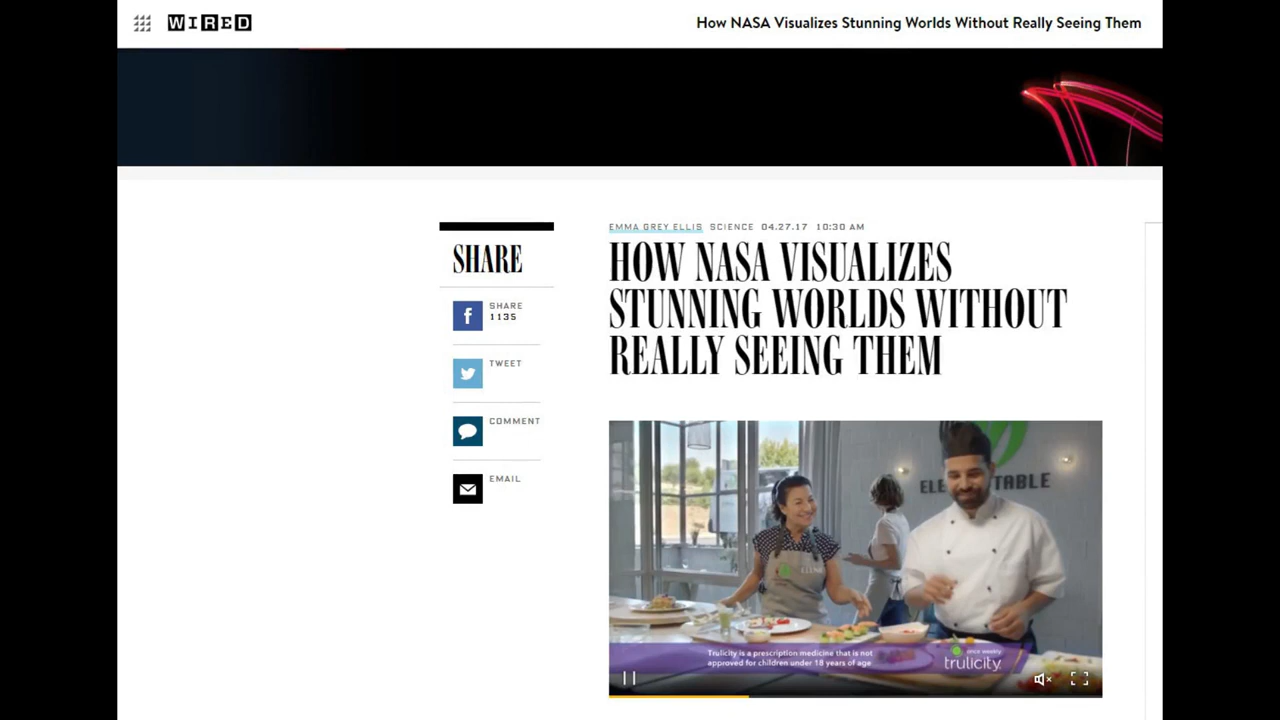 WIRED
How NASA Visualizes Stunning Worlds Without Really Seeing Them
SHARE
SHARE
1135
TWEET
COMMENT
EMAIL
EMMA GREY ELLIS SCIENCE 04.27.17 10:30 AM
HOW NASA VISUALIZES
STUNNING WORLDS WITHOUT
REALLY SEEING THEM
TABLE
Trulicity is a prescription medicine that is not
approved for children under 18 years of age
once weekly
trulicity